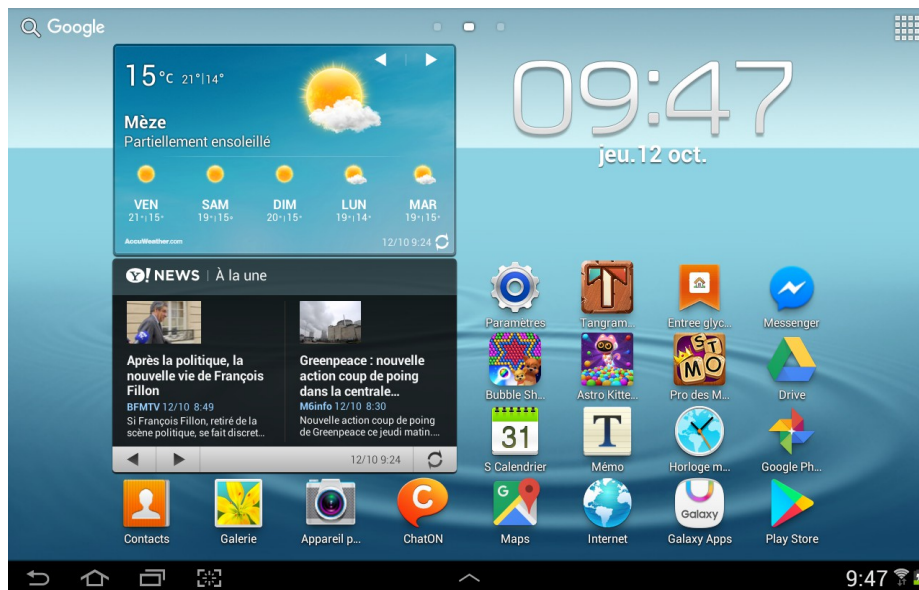 Google
15°C 21°|14°
Mèze
Partiellement ensoleillé
VEN SAM DIM LUN MAR
21°|15° 19°|15° 20°|15° 19°|14° 19°|15°
AccuWeather.com 12/10 9:24
09:47
jeu.12 oct.
Y! NEWS | À la une
Après la politique, la nouvelle vie de François Fillon
BFMTV 12/10 8:49
Si François Fillon, retiré de la
scène politique, se fait discret...
Greenpeace : nouvelle
action coup de poing
dans la centrale...
M6info 12/10 8:30
Nouvelle action coup de poing
de Greenpeace ce jeudi matin....
12/10 9:24
Paramètres Tangram... Entree glyc... Messenger
S T
M O
Bubble Sh... Astro Kitte... Pro des M... Drive
31 T
S Calendrier Mémo Horloge m... Google Ph...
C G Galaxy
Contacts Galerie Appareil p... ChatON Maps Internet Galaxy Apps Play Store
9:47